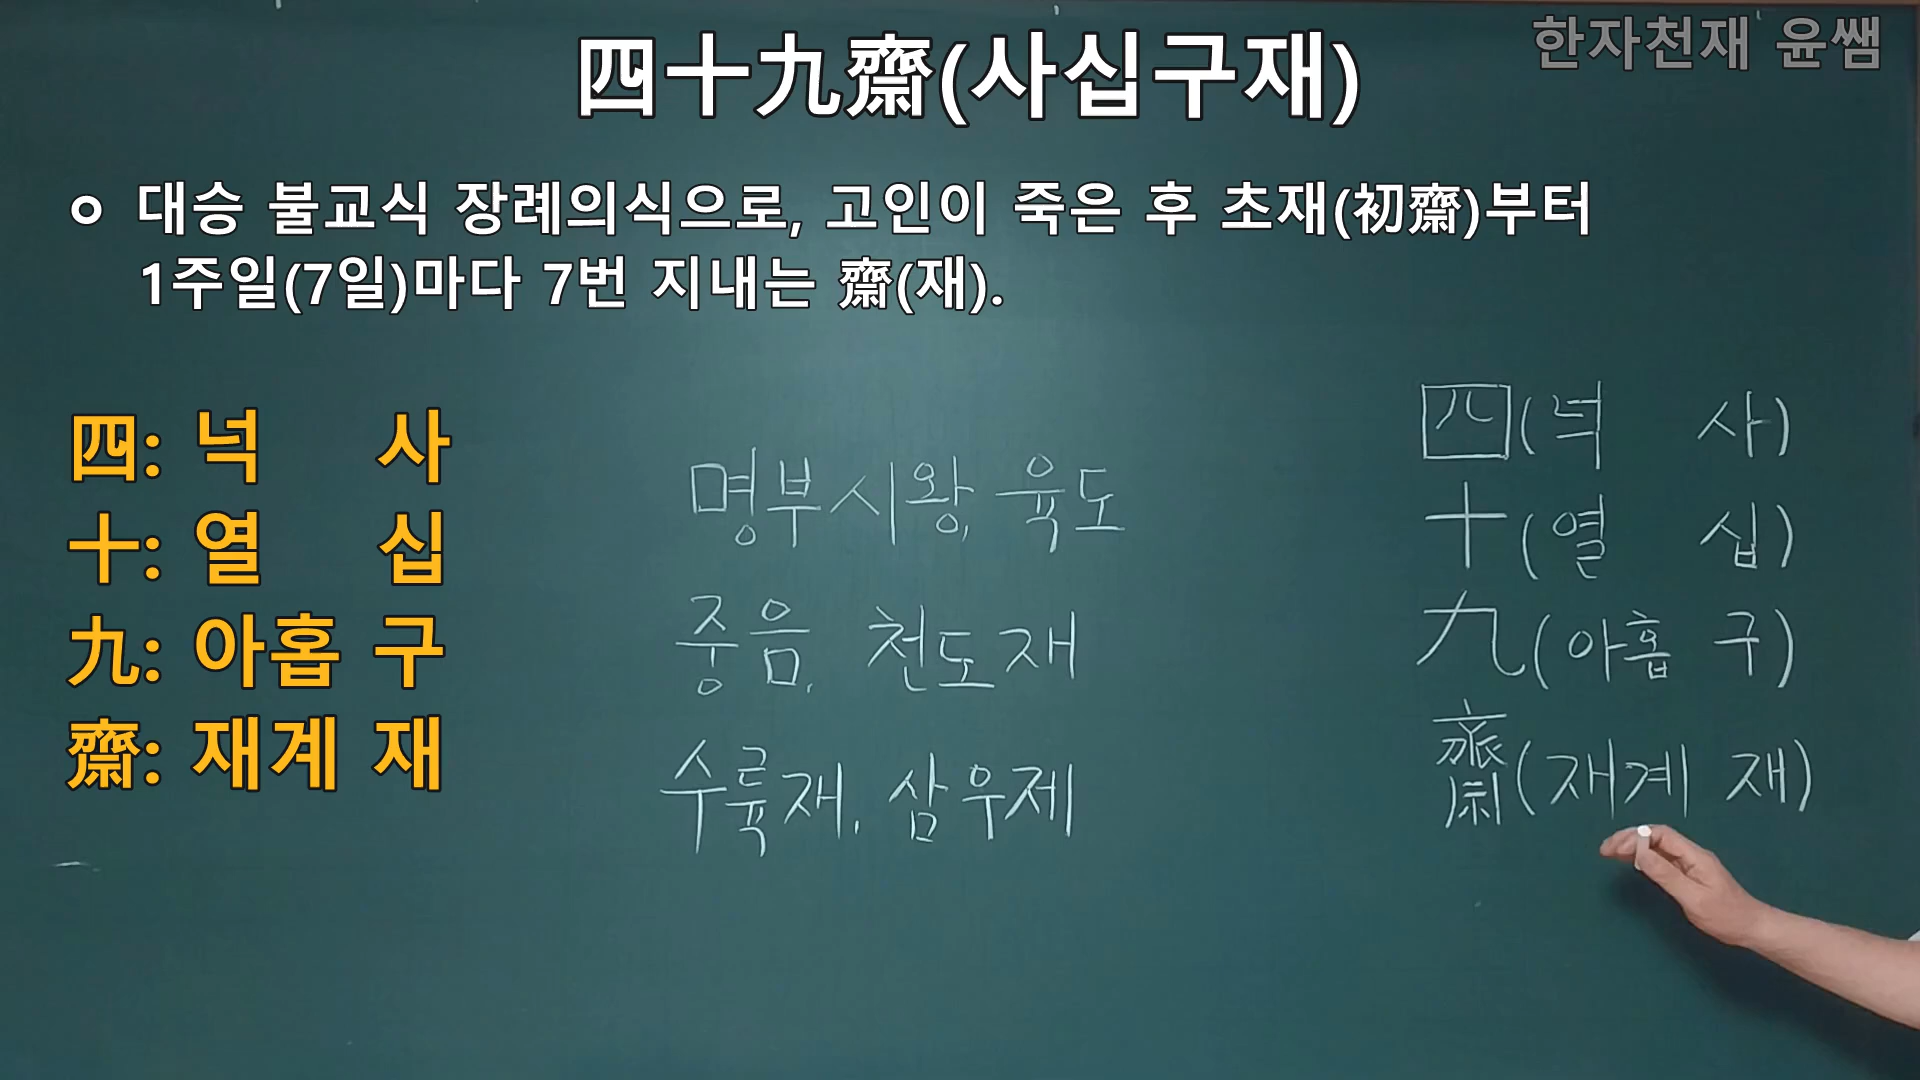 한자천재 윤쌤
四十九齋(사십구재)
ㅇ 대승 불교식 장례의식으로, 고인이 죽은 후 초재(初齋)부터
1주일(7일)마다 7번 지내는 齋(재).
四: 넉 사
十: 열 십
九: 아홉 구
齋: 재계 재
명부시왕, 육도
중음, 천도재
수륙재, 삼우제
四(넉 사)
十(열 십)
九(아홉 구)
齋(재계 재)